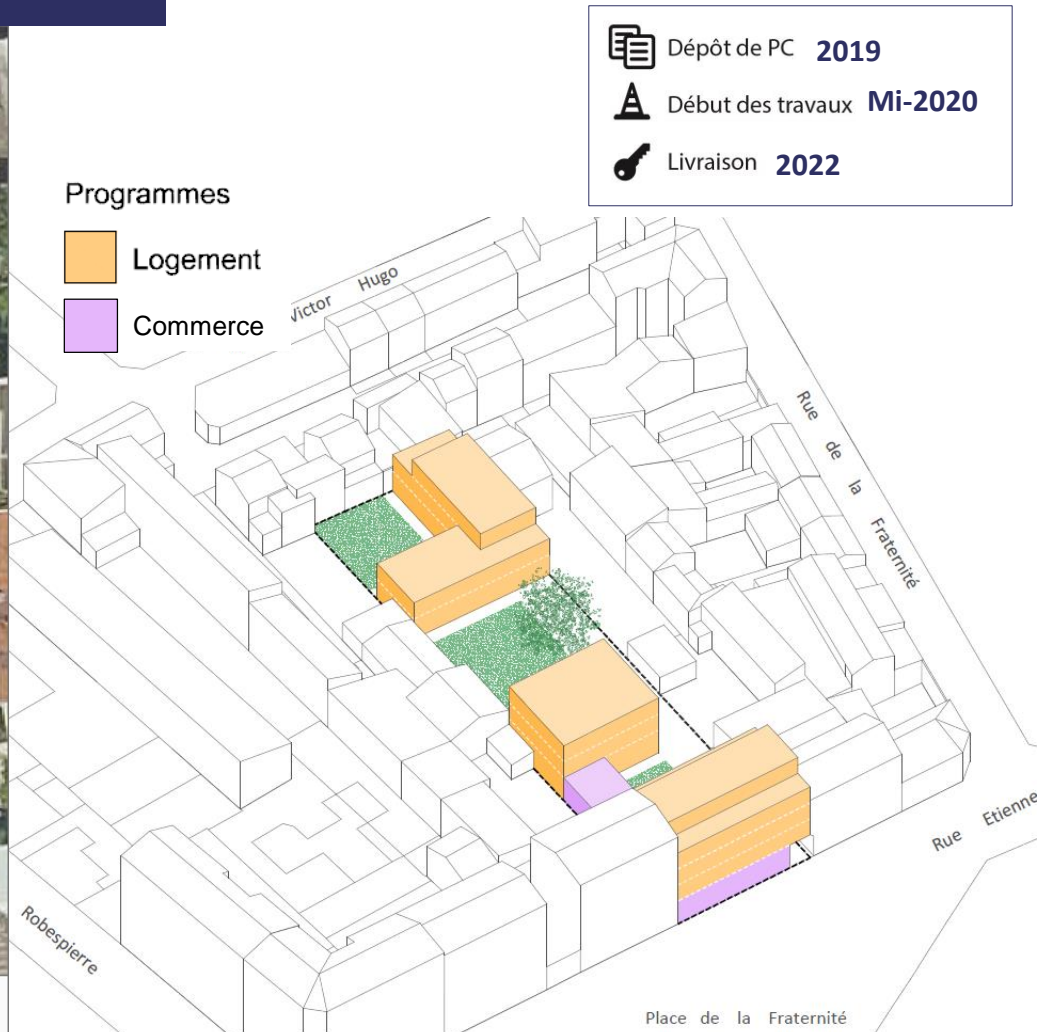 Dépôt de PC 2019
Début des travaux Mi-2020
Livraison 2022
Programmes
Logement
Commerce
Victor Hugo
Rue de la Fraternité
Rue Etienne
Robespierre
Place de la Fraternité